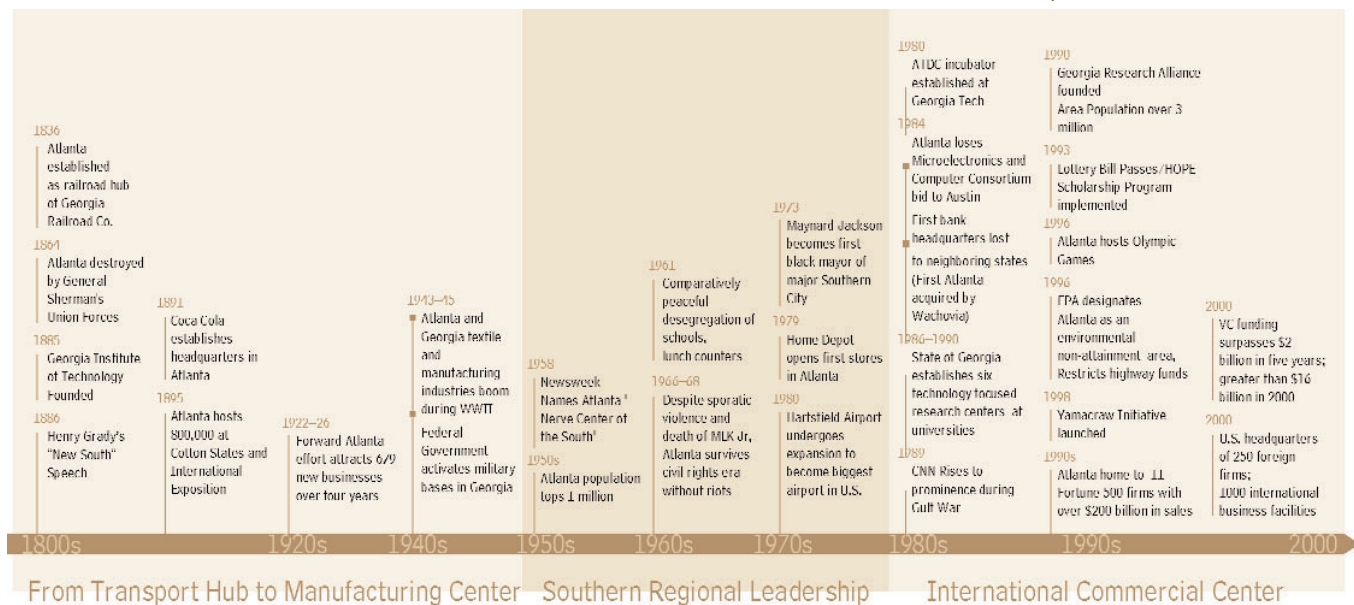 1836
Atlanta
established
as railroad hub
of Georgia
Railroad Co.
1864
Atlanta destroyed
by General
Sherman's
Union Forces
1885
Georgia Institute
of Technology
Founded
1886
Henry Grady's
"New South"
Speech
1891
Coca Cola
establishes
headquarters in
Atlanta
1895
Atlanta hosts
800,000 at
Cotton States and
International
Exposition
1922–26
Forward Atlanta
effort attracts 679
new businesses
over four years
1943–45
Atlanta and
Georgia textile
and
manufacturing
industries boom
during WWII
Federal
Government
activates military
bases in Georgia
1958
Newsweek
Names Atlanta "
Nerve Center of
the South"
1950s
Atlanta population
tops 1 million
1961
Comparatively
peaceful
desegregation of
schools,
lunch counters
1966–68
Despite sporatic
violence and
death of MLK Jr,
Atlanta survives
civil rights era
without riots
1973
Maynard Jackson
becomes first
black mayor of
major Southern
City
1979
Home Depot
opens first stores
in Atlanta
1980
Hartsfield Airport
undergoes
expansion to
become biggest
airport in U.S.
1980
ATDC incubator
established at
Georgia Tech
1984
Atlanta loses
Microelectronics and
Computer Consortium
bid to Austin
First bank
headquarters lost
to neighboring states
(First Atlanta
acquired by
Wachovia)
1986–1990
State of Georgia
establishes six
technology focused
research centers at
universities
1989
CNN Rises to
prominence during
Gulf War
1990
Georgia Research Alliance
founded
Area Population over 3
million
1993
Lottery Bill Passes/HOPE
Scholarship Program
implemented
1996
Atlanta hosts Olympic
Games
1996
EPA designates
Atlanta as an
environmental
non-attainment area,
Restricts highway funds
1998
Yamacraw Initiative
launched
1990s
Atlanta home to 11
Fortune 500 firms with
over $200 billion in sales
2000
VC funding
surpasses $2
billion in five years;
greater than $16
billion in 2000
2000
U.S. headquarters
of 250 foreign
firms;
1000 international
business facilities
1800s 1920s 1940s 1950s 1960s 1970s 1980s 1990s 2000
From Transport Hub to Manufacturing Center Southern Regional Leadership International Commercial Center